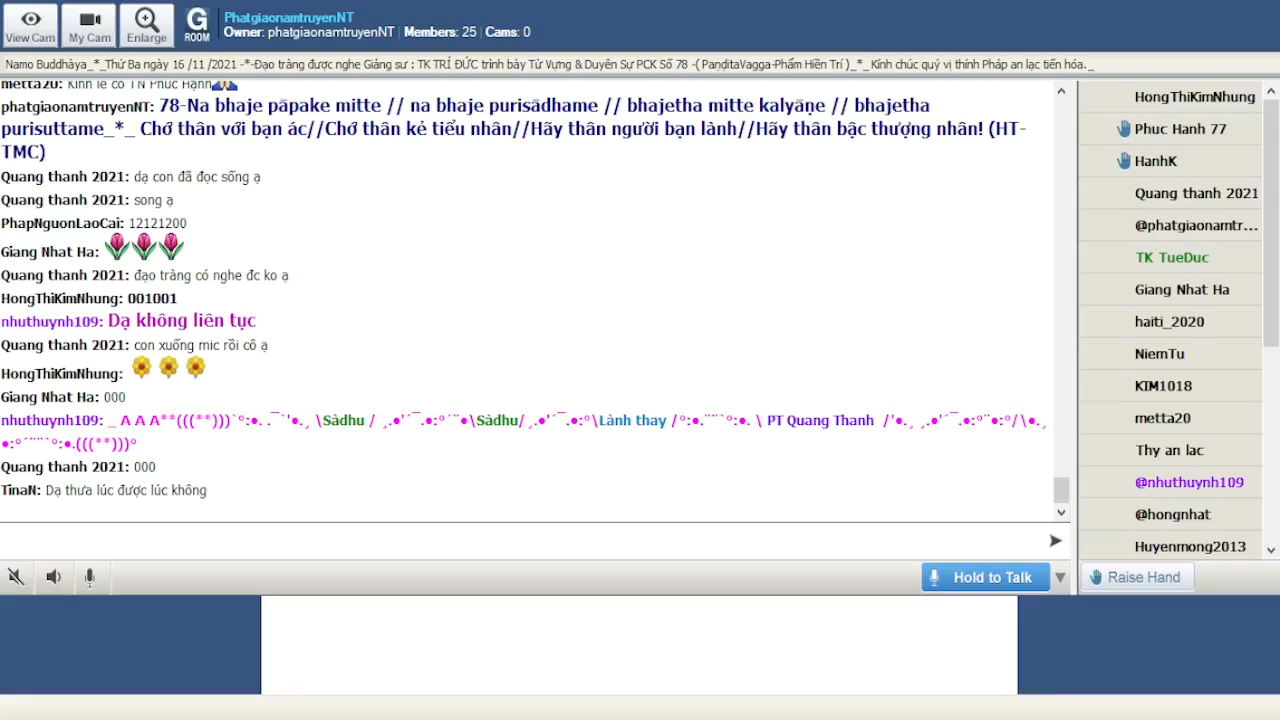 View Cam
My Cam
Enlarge
G
ROOM
PhatgiaonamtruyenNT
Owner: phatgiaonamtruyenNT | Members: 25 | Cams: 0
Namo Buddhàya_*_Thứ Ba ngày 16 /11 /2021 -*-Đạo tràng được nghe Giảng sư : TK TRÍ ĐỨC trình bày Từ Vựng & Duyên Sự PCK Số 78 -( PaṇḍitaVagga-Phẩm Hiền Trí )_*_ Kính chúc quý vị thính Pháp an lạc tiến hóa._
metta20: Kính lễ cô TN Phúc Hạnh
phatgiaonamtruyenNT: 78-Na bhaje pāpake mitte // na bhaje purisādhame // bhajetha mitte kalyāṇe // bhajetha
purisuttame_*_ Chớ thân với bạn ác//Chớ thân kẻ tiểu nhân//Hãy thân người bạn lành//Hãy thân bậc thượng nhân! (HT-
TMC)
Quang thanh 2021: dạ con đã đọc sống ạ
Quang thanh 2021: song ạ
PhapNguonLaoCai: 12121200
Giang Nhat Ha:
Quang thanh 2021: đạo tràng có nghe đc ko ạ
HongThiKimNhung: 001001
nhuthuynh109: Dạ không liên tục
Quang thanh 2021: con xuống mic rồi cô ạ
HongThiKimNhung:
Giang Nhat Ha: 000
nhuthuynh109: _ A A A**(((**)))`°:•. .¯`'•.¸ \Sàdhu / ¸.•'´¯.•:°´¨•\Sàdhu/¸.•'´¯.•:°\Lành thay /°:•.¨¨`°:•. \ PT Quang Thanh /'•.¸ ¸.•'´¯.•:°¨•:°/\•.¸
•:°´¨¨`°:•.(((**)))°
Quang thanh 2021: 000
TinaN: Dạ thưa lúc được lúc không
Hold to Talk
HongThiKimNhung
Phuc Hanh 77
HanhK
Quang thanh 2021
@phatgiaonamtr...
TK TueDuc
Giang Nhat Ha
haiti_2020
NiemTu
KIM1018
metta20
Thy an lac
@nhuthuynh109
@hongnhat
Huyenmong2013
Raise Hand